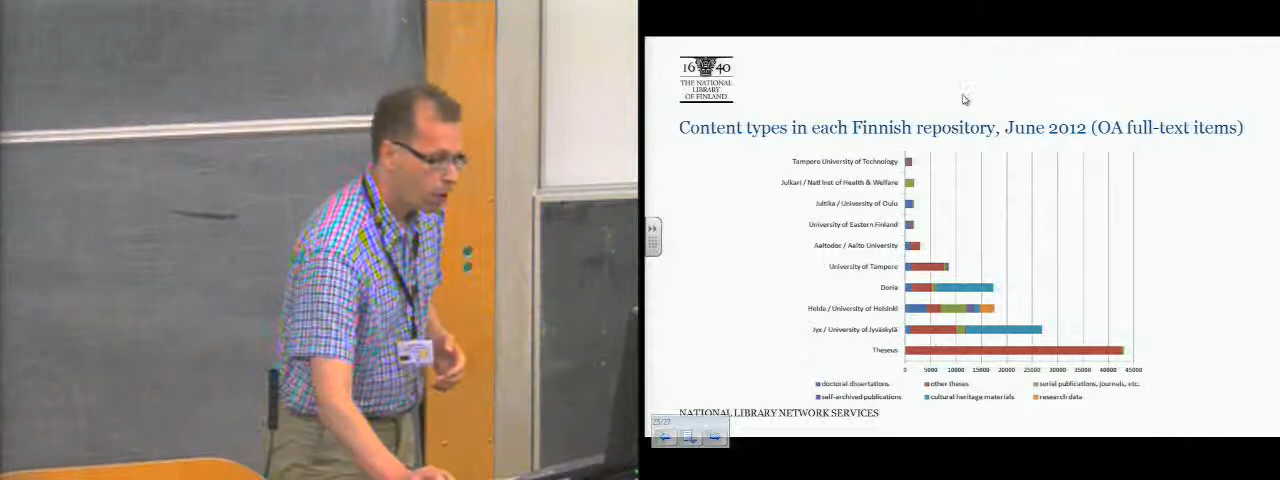 16 40
THE NATIONAL
LIBRARY
OF FINLAND
Content types in each Finnish repository, June 2012 (OA full-text items)
Tampere University of Technology
Julkari / Natl Inst of Health & Welfare
Jultika / University of Oulu
University of Eastern Finland
Aaltodoc / Aalto University
University of Tampere
Doria
Helda / University of Helsinki
Jyx / University of Jyväskylä
Theseus
0 5000 10000 15000 20000 25000 30000 35000 40000 45000
doctoral dissertations other theses serial publications, journals, etc.
self-archived publications cultural heritage materials research data
NATIONAL LIBRARY NETWORK SERVICES
25/27